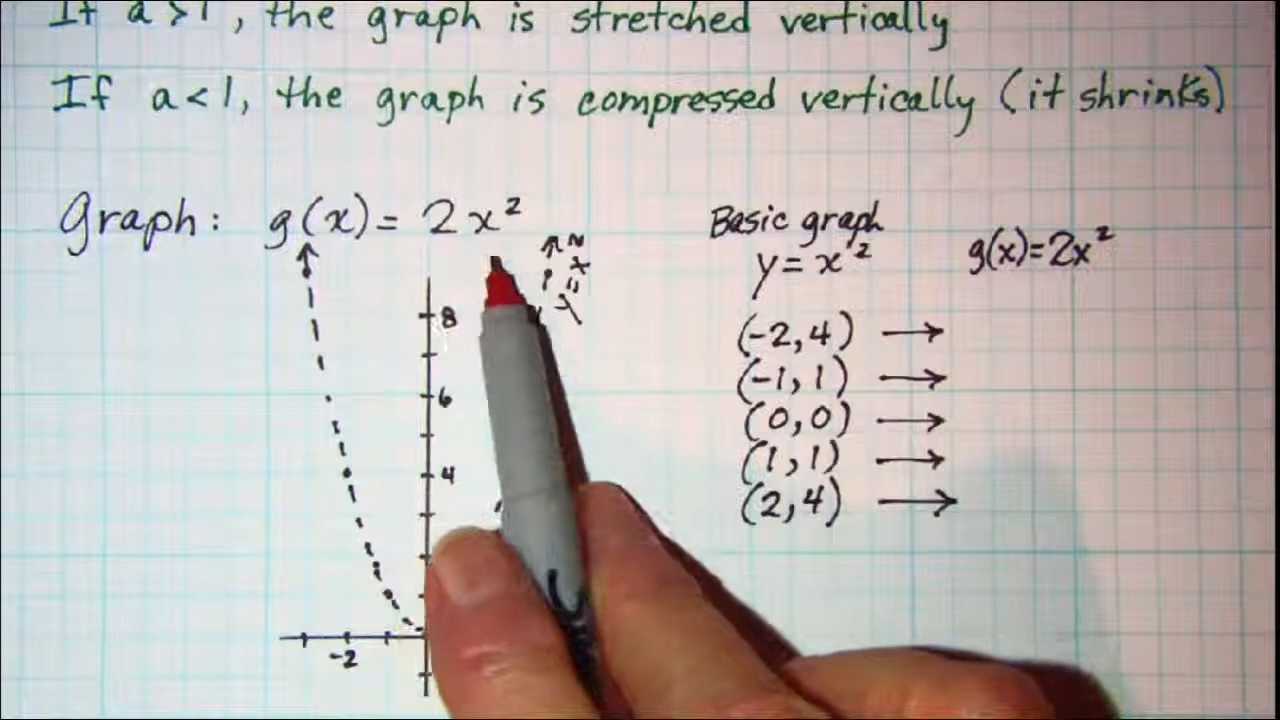 If a > 1, the graph is stretched vertically
If a < 1, the graph is compressed vertically (it shrinks)
Graph: g(x) = 2x²
Basic graph
y = x²
g(x)=2x²
y=x²
8
6
4
-2
(-2, 4) →
(-1, 1) →
(0, 0) →
(1, 1) →
(2, 4) →